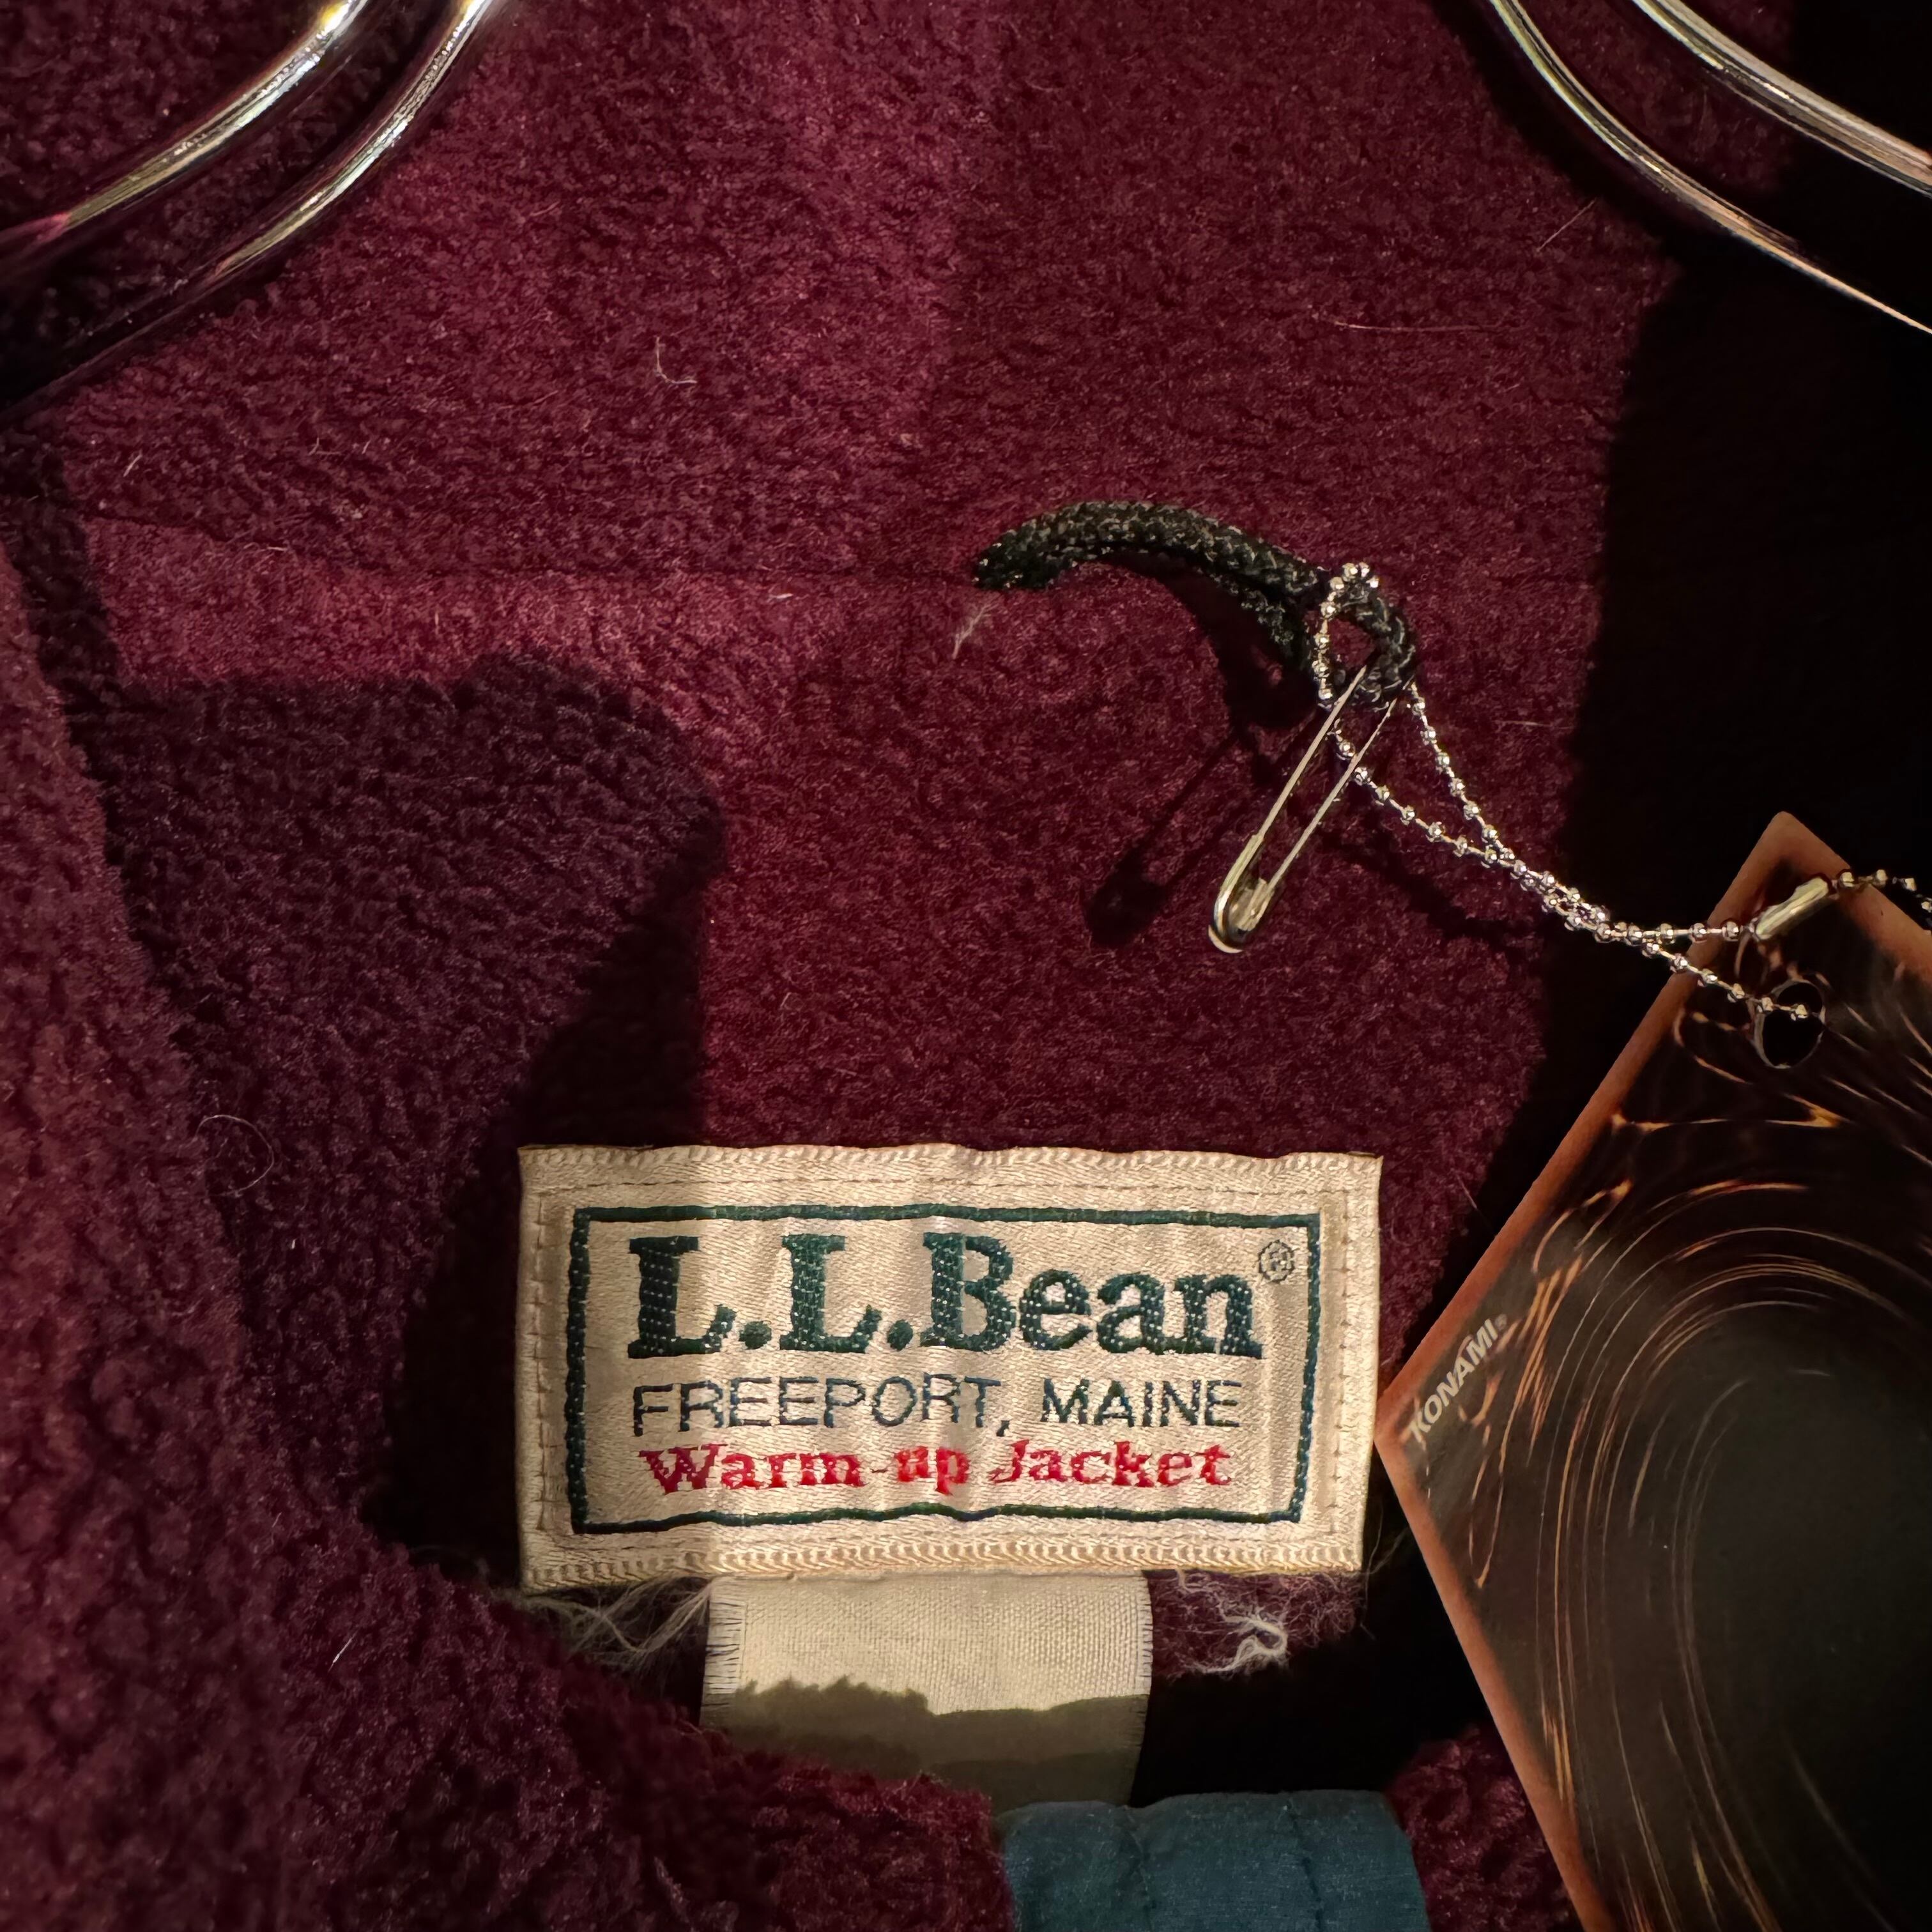 L.L.Bean®
FREEPORT, MAINE
Warm-up Jacket
KONAMI®